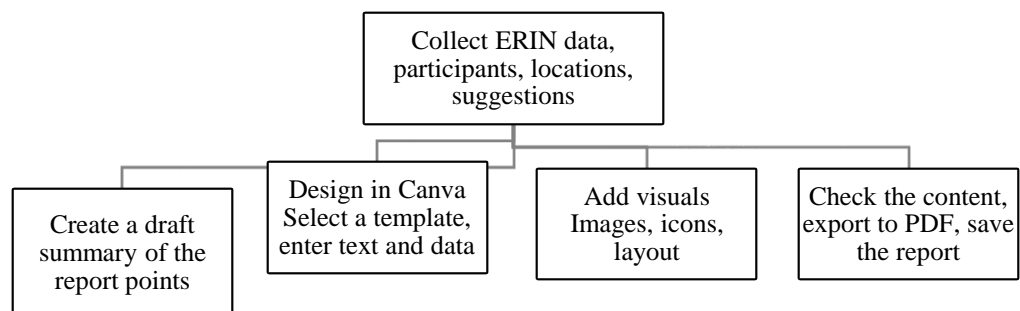 Collect ERIN data,
participants, locations,
suggestions
Create a draft
summary of the
report points
Design in Canva
Select a template,
enter text and data
Add visuals
Images, icons,
layout
Check the content,
export to PDF, save
the report